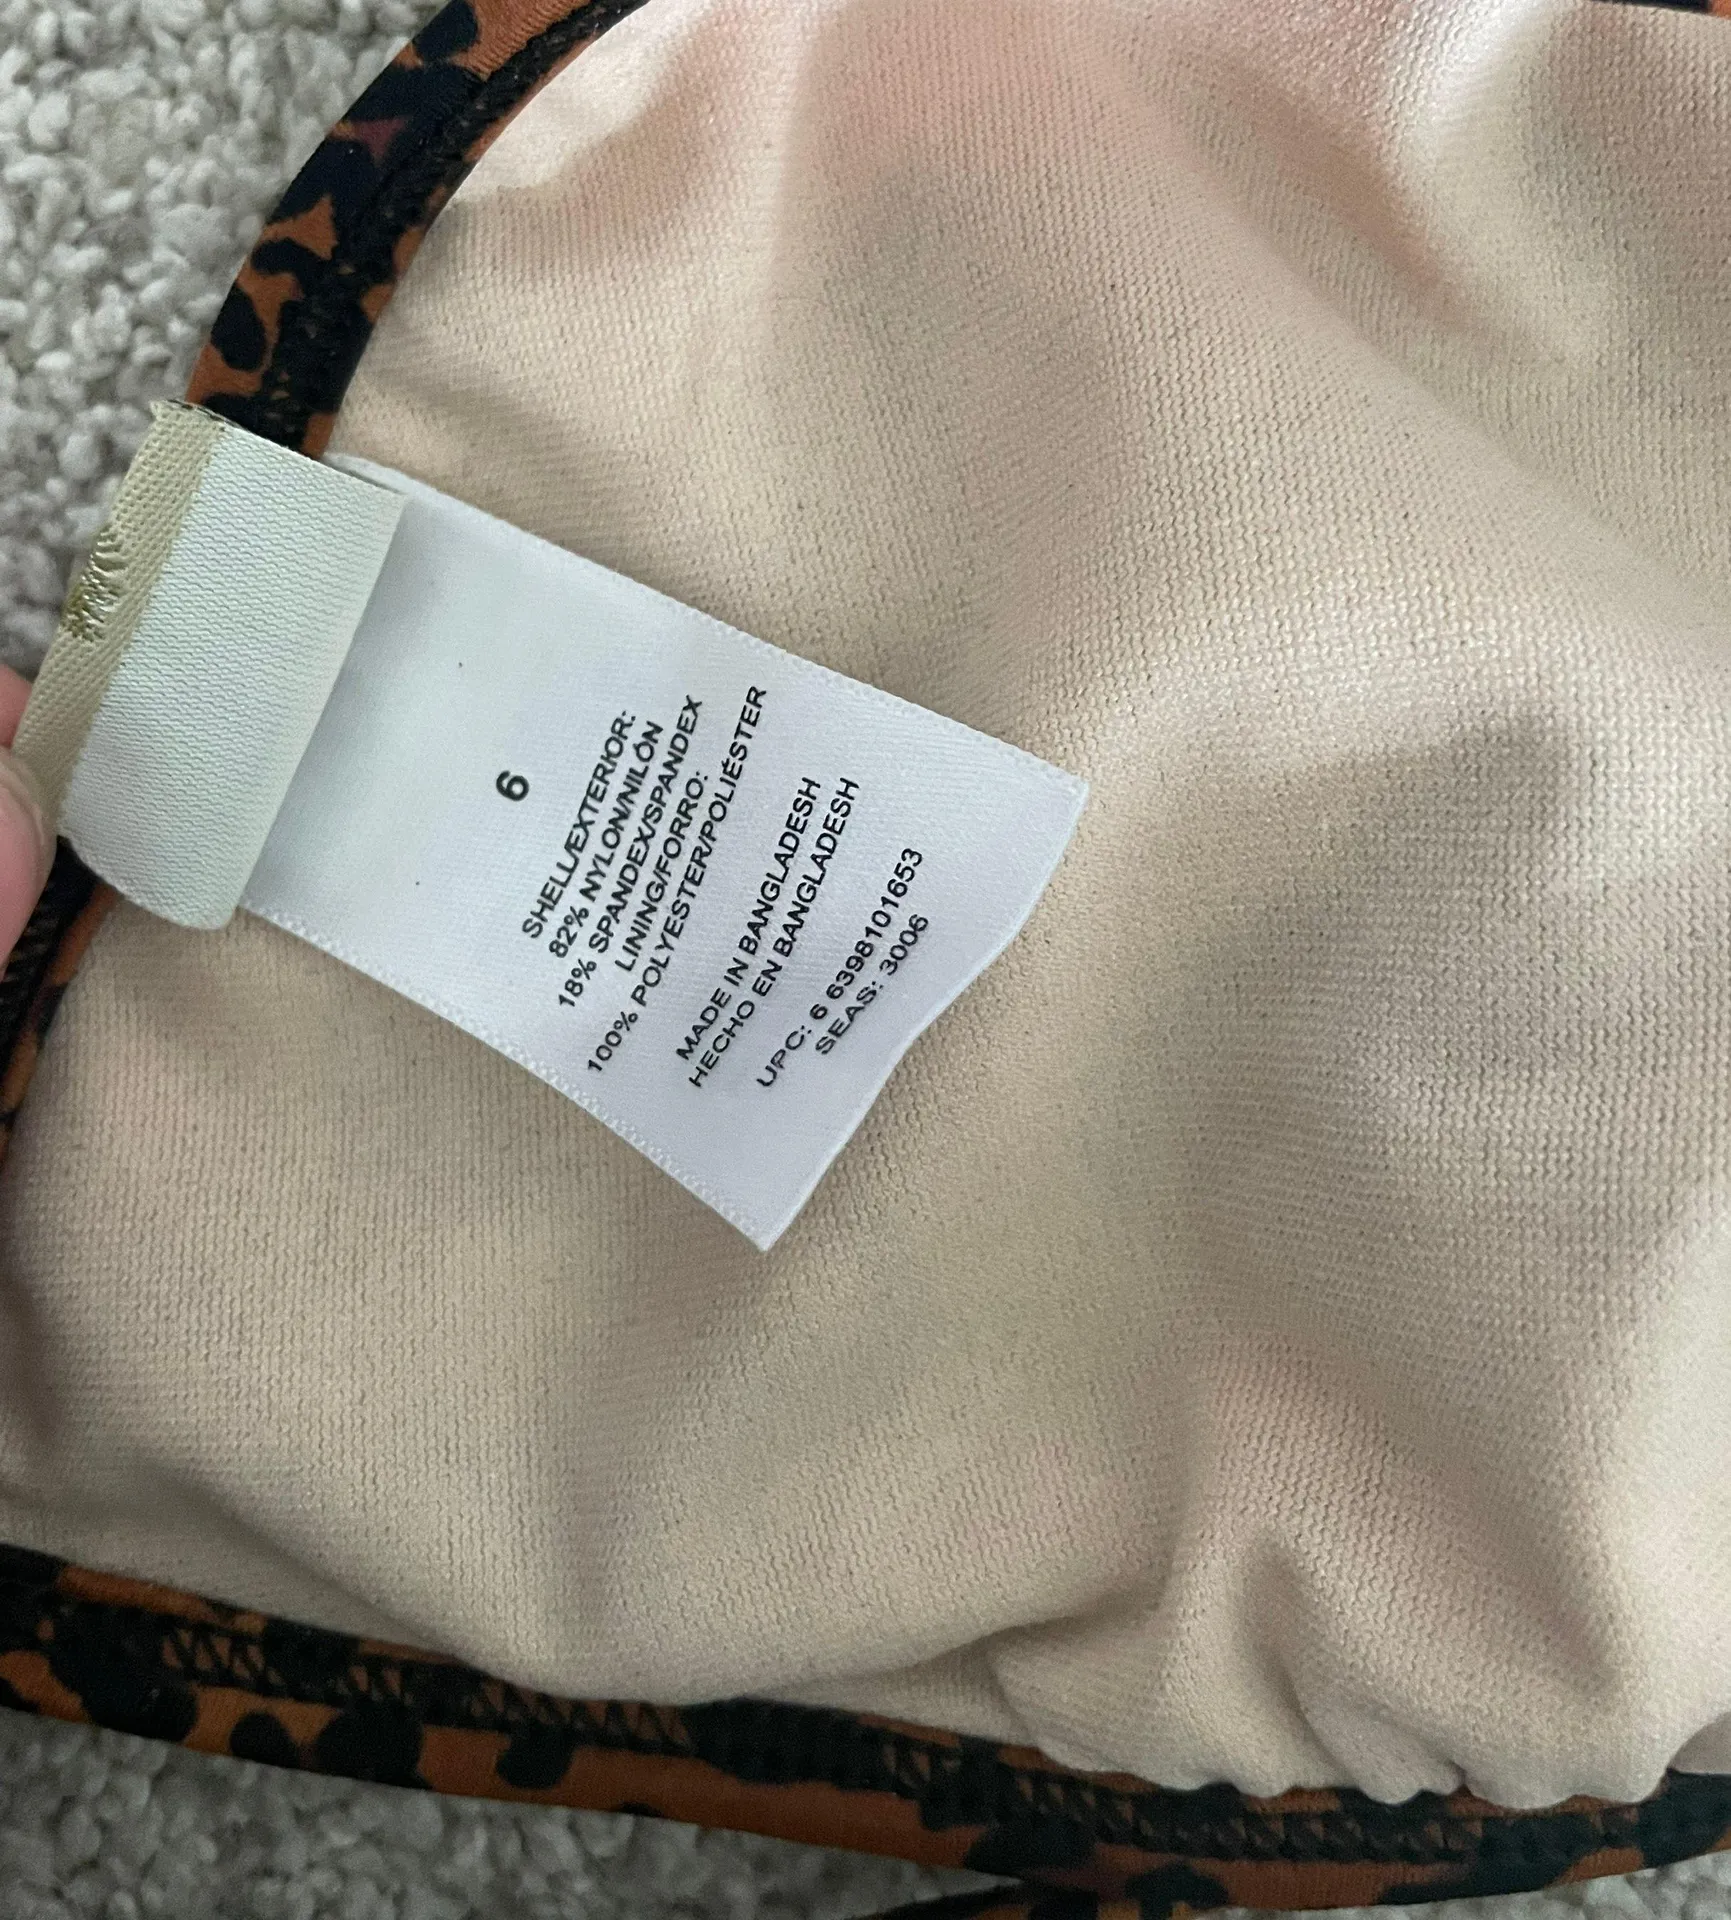 6
SHELL/EXTERIOR:
82% NYLON/NILÓN
18% SPANDEX/SPANDEX
LINING/FORRO:
100% POLYESTER/POLIÉSTER
MADE IN BANGLADESH
HECHO EN BANGLADESH
UPC: 6 6398101653
SEAS: 3006